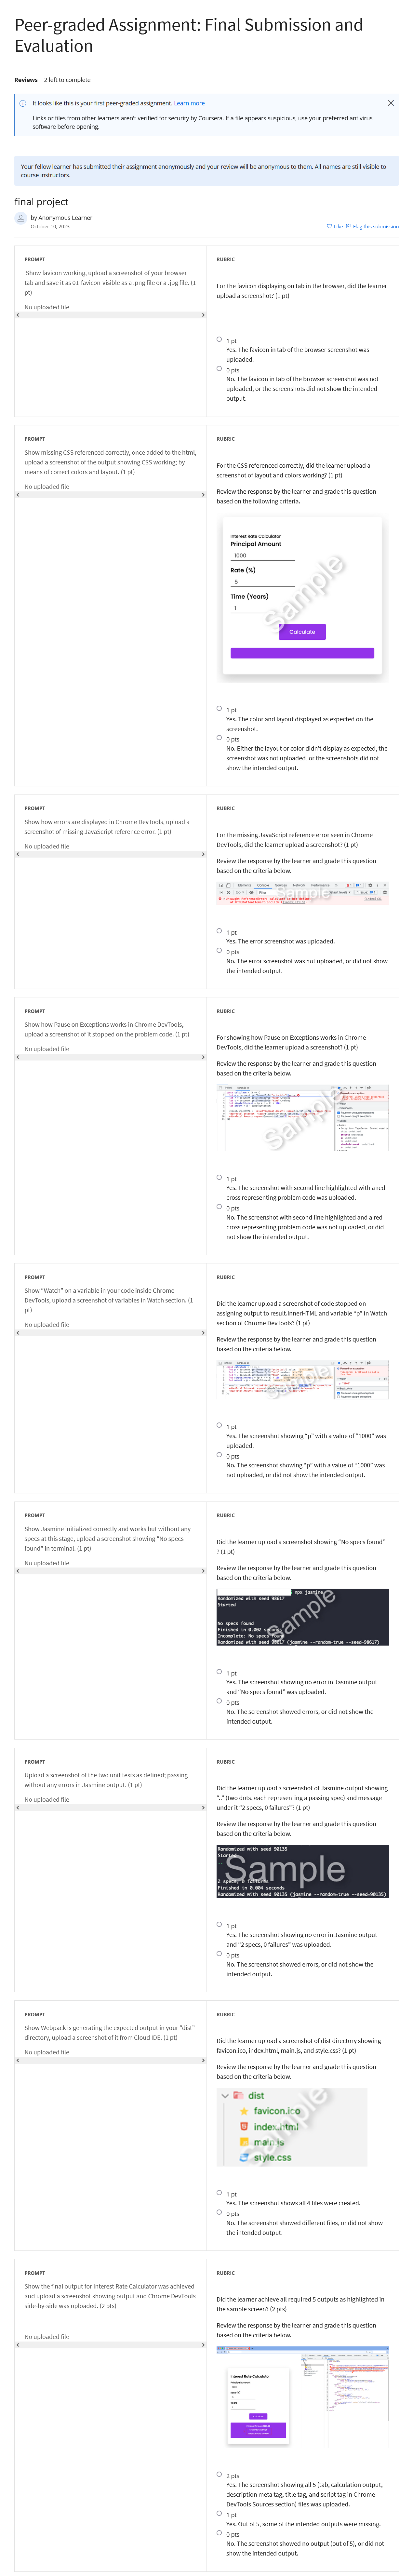 Peer-graded Assignment: Final Submission and
Evaluation
Reviews 2 left to complete
It looks like this is your first peer-graded assignment. Learn more
Links or files from other learners aren't verified for security by Coursera. If a file appears suspicious, use your preferred antivirus
software before opening.
Your fellow learner has submitted their assignment anonymously and your review will be anonymous to them. All names are still visible to
course instructors.
final project
by Anonymous Learner
October 10, 2023
Like Flag this submission
PROMPT
Show favicon working, upload a screenshot of your browser
tab and save it as 01-favicon-visible as a .png file or a .jpg file. (1
pt)
No uploaded file
RUBRIC
For the favicon displaying on tab in the browser, did the learner
upload a screenshot? (1 pt)
1 pt
Yes. The favicon in tab of the browser screenshot was
uploaded.
0 pts
No. The favicon in tab of the browser screenshot was not
uploaded, or the screenshots did not show the intended
output.
PROMPT
Show missing CSS referenced correctly, once added to the html,
upload a screenshot of the output showing CSS working; by
means of correct colors and layout. (1 pt)
No uploaded file
RUBRIC
For the CSS referenced correctly, did the learner upload a
screenshot of layout and colors working? (1 pt)
Review the response by the learner and grade this question
based on the following criteria.
Interest Rate Calculator
Principal Amount
1000
Rate (%)
5
Time (Years)
1
Calculate
Sample
1 pt
Yes. The color and layout displayed as expected on the
screenshot.
0 pts
No. Either the layout or color didn't display as expected, the
screenshot was not uploaded, or the screenshots did not
show the intended output.
PROMPT
Show how errors are displayed in Chrome DevTools, upload a
screenshot of missing JavaScript reference error. (1 pt)
No uploaded file
RUBRIC
For the missing JavaScript reference error seen in Chrome
DevTools, did the learner upload a screenshot? (1 pt)
Review the response by the learner and grade this question
based on the criteria below.
Elements Console Sources Network Performance
Sample
1 pt
Yes. The error screenshot was uploaded.
0 pts
No. The error screenshot was not uploaded, or did not show
the intended output.
PROMPT
Show how Pause on Exceptions works in Chrome DevTools,
upload a screenshot of it stopped on the problem code. (1 pt)
No uploaded file
RUBRIC
For showing how Pause on Exceptions works in Chrome
DevTools, did the learner upload a screenshot? (1 pt)
Review the response by the learner and grade this question
based on the criteria below.
Sample
1 pt
Yes. The screenshot with second line highlighted with a red
cross representing problem code was uploaded.
0 pts
No. The screenshot with second line highlighted and a red
cross representing problem code was not uploaded, or did
not show the intended output.
PROMPT
Show "Watch" on a variable in your code inside Chrome
DevTools, upload a screenshot of variables in Watch section. (1
pt)
No uploaded file
RUBRIC
Did the learner upload a screenshot of code stopped on
assigning output to result.innerHTML and variable "p" in Watch
section of Chrome DevTools? (1 pt)
Review the response by the learner and grade this question
based on the criteria below.
Sample
1 pt
Yes. The screenshot showing "p" with a value of "1000" was
uploaded.
0 pts
No. The screenshot showing "p" with a value of "1000" was
not uploaded, or did not show the intended output.
PROMPT
Show Jasmine initialized correctly and works but without any
specs at this stage, upload a screenshot showing "No specs
found" in terminal. (1 pt)
No uploaded file
RUBRIC
Did the learner upload a screenshot showing "No specs found"
? (1 pt)
Review the response by the learner and grade this question
based on the criteria below.
npx jasmine
Randomized with seed 98617
Started
No specs found
Finished in 0.002 seconds
Incomplete: No specs found
Randomized with seed 98617 (jasmine --random=true --seed=98617)
Sample
1 pt
Yes. The screenshot showing no error in Jasmine output
and "No specs found" was uploaded.
0 pts
No. The screenshot showed errors, or did not show the
intended output.
PROMPT
Upload a screenshot of the two unit tests as defined; passing
without any errors in Jasmine output. (1 pt)
No uploaded file
RUBRIC
Did the learner upload a screenshot of Jasmine output showing
".." (two dots, each representing a passing spec) and message
under it "2 specs, 0 failures"? (1 pt)
Review the response by the learner and grade this question
based on the criteria below.
Randomized with seed 90135
Started
..
2 specs, 0 failures
Finished in 0.004 seconds
Randomized with seed 90135 (jasmine --random=true --seed=90135)
Sample
1 pt
Yes. The screenshot showing no error in Jasmine output
and "2 specs, 0 failures" was uploaded.
0 pts
No. The screenshot showed errors, or did not show the
intended output.
PROMPT
Show Webpack is generating the expected output in your "dist"
directory, upload a screenshot of it from Cloud IDE. (1 pt)
No uploaded file
RUBRIC
Did the learner upload a screenshot of dist directory showing
favicon.ico, index.html, main.js, and style.css? (1 pt)
Review the response by the learner and grade this question
based on the criteria below.
dist
favicon.ico
index.html
main.js
style.css
Sample
1 pt
Yes. The screenshot shows all 4 files were created.
0 pts
No. The screenshot showed different files, or did not show
the intended output.
PROMPT
Show the final output for Interest Rate Calculator was achieved
and upload a screenshot showing output and Chrome DevTools
side-by-side was uploaded. (2 pts)
No uploaded file
RUBRIC
Did the learner achieve all required 5 outputs as highlighted in
the sample screen? (2 pts)
Review the response by the learner and grade this question
based on the criteria below.
Interest Rate Calculator
2 pts
Yes. The screenshot showing all 5 (tab, calculation output,
description meta tag, title tag, and script tag in Chrome
DevTools Sources section) files was uploaded.
1 pt
Yes. Out of 5, some of the intended outputs were missing.
0 pts
No. The screenshot showed no output (out of 5), or did not
show the intended output.